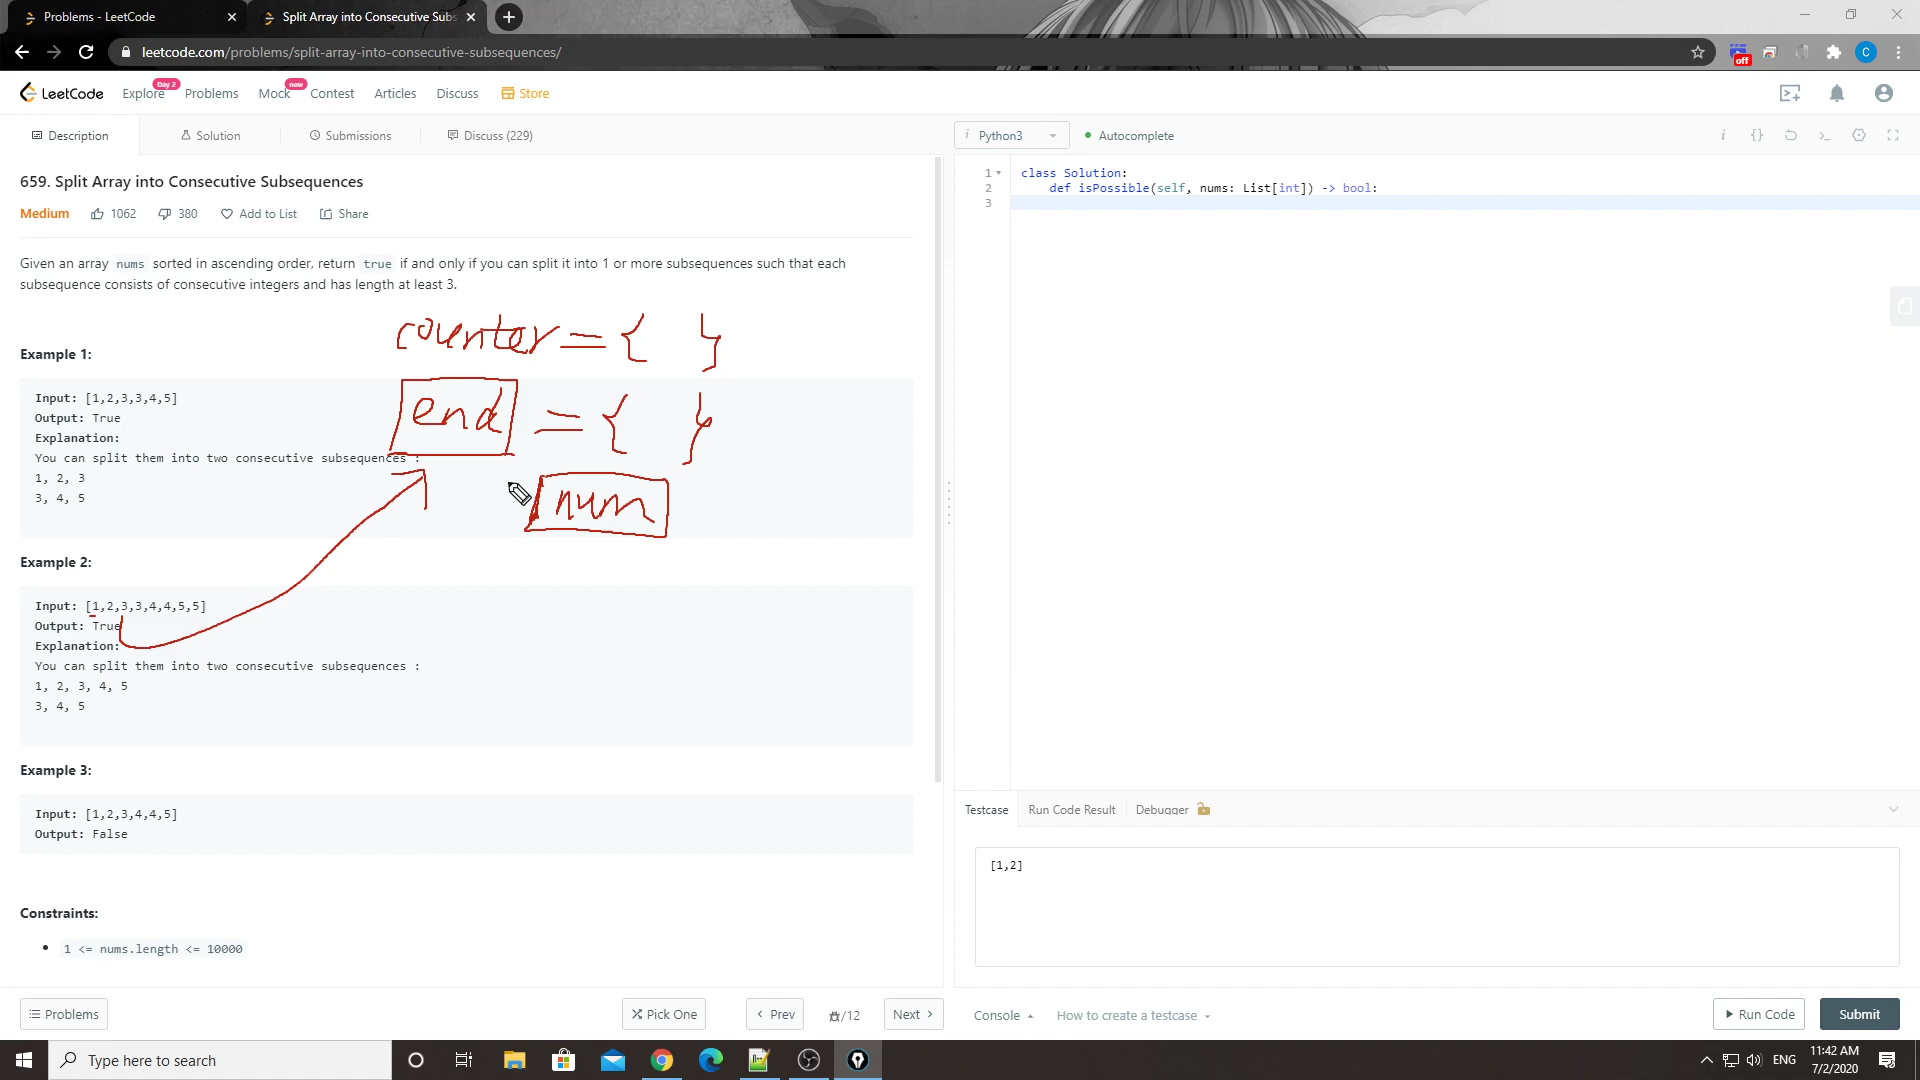 Problems - LeetCode
Split Array into Consecutive Subs
leetcode.com/problems/split-array-into-consecutive-subsequences/
off
C
LeetCode
Explore
Day 2
Problems
Mock
new
Contest
Articles
Discuss
Store
Description
Solution
Submissions
Discuss (229)
Python3
Autocomplete
659. Split Array into Consecutive Subsequences
Medium
1062
380
Add to List
Share
Given an array nums sorted in ascending order, return true if and only if you can split it into 1 or more subsequences such that each
subsequence consists of consecutive integers and has length at least 3.
counter = { }
end = { }
num
Example 1:
Input: [1,2,3,3,4,5]
Output: True
Explanation:
You can split them into two consecutive subsequences :
1, 2, 3
3, 4, 5
Example 2:
Input: [1,2,3,3,4,4,5,5]
Output: True
Explanation:
You can split them into two consecutive subsequences :
1, 2, 3, 4, 5
3, 4, 5
Example 3:
Input: [1,2,3,4,4,5]
Output: False
Constraints:
1 <= nums.length <= 10000
Problems
Pick One
Prev
/12
Next
1 class Solution:
2 def isPossible(self, nums: List[int]) -> bool:
3
Testcase
Run Code Result
Debugger
[1,2]
Console
How to create a testcase
Run Code
Submit
Type here to search
ENG
11:42 AM
7/2/2020